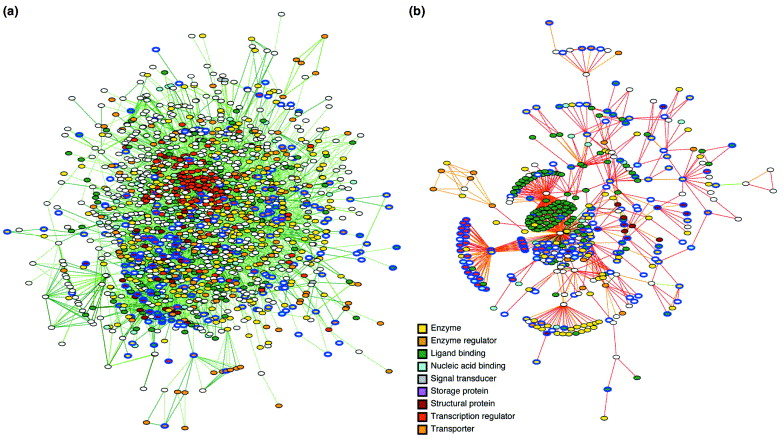 (a)
(b)
Enzyme
Enzyme regulator
Ligand binding
Nucleic acid binding
Signal transducer
Storage protein
Structural protein
Transcription regulator
Transporter